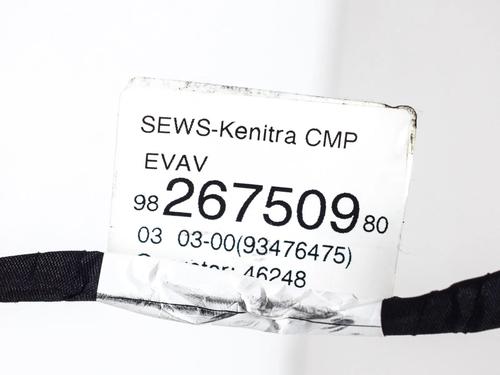 SEWS-Kenitra CMP
EVAV
98 267509 80
03 03-00(93476475)
46248